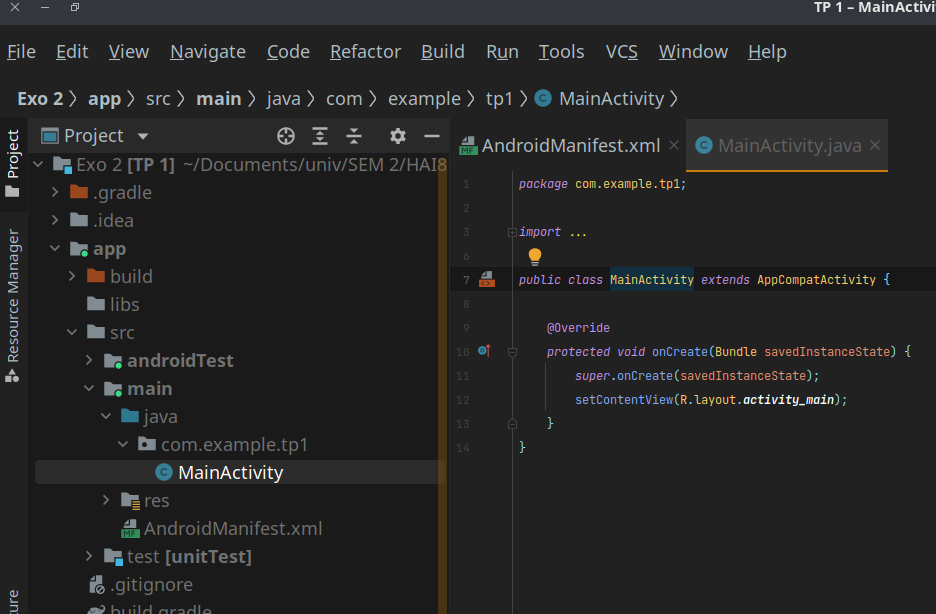 TP 1 – MainActivi
File Edit View Navigate Code Refactor Build Run Tools VCS Window Help
Exo 2 app src main java com example tp1 C MainActivity
Project
Resource Manager
ure
Project
Exo 2 [TP 1] ~/Documents/univ/SEM 2/HAI8
.gradle
.idea
app
build
libs
src
androidTest
main
java
com.example.tp1
C MainActivity
res
MF AndroidManifest.xml
test [unitTest]
.gitignore
build.gradle
MF AndroidManifest.xml C MainActivity.java
1 package com.example.tp1;
2
3 import ...
6
7 public class MainActivity extends AppCompatActivity {
8
9 @Override
10 protected void onCreate(Bundle savedInstanceState) {
11 super.onCreate(savedInstanceState);
12 setContentView(R.layout.activity_main);
13 }
14 }